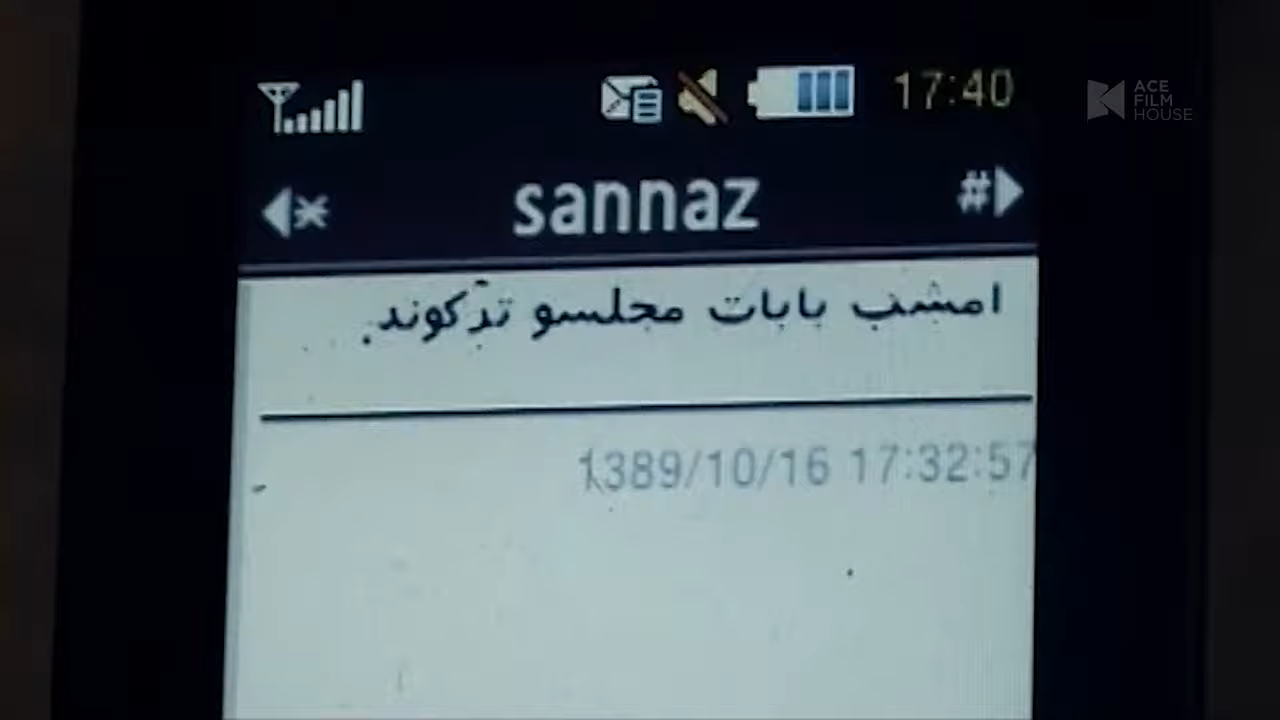 17:40
ACE
FILM
HOUSE
* sannaz #
امشب بابات مجلسو ترکوند.
1389/10/16 17:32:57